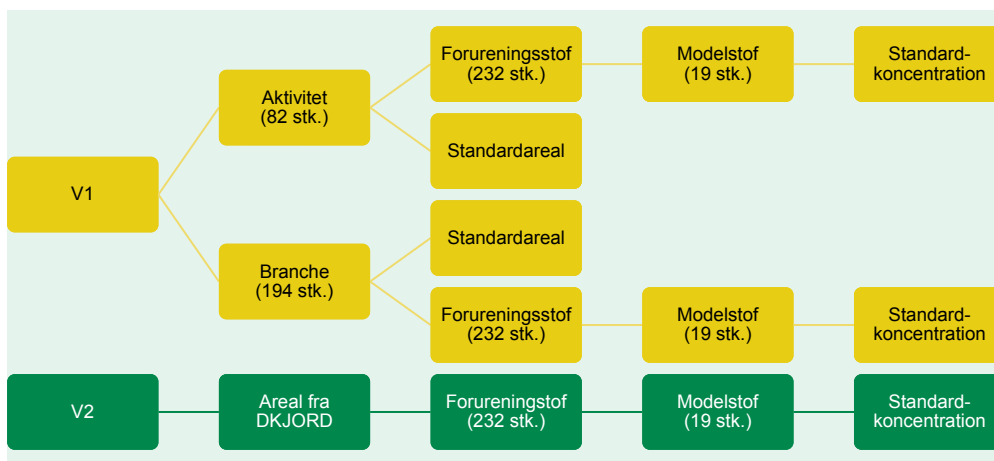 Forureningsstof
(232 stk.)
Modelstof
(19 stk.)
Standard-
koncentration
Aktivitet
(82 stk.)
Standardareal
V1
Standardareal
Branche
(194 stk.)
Forureningsstof
(232 stk.)
Modelstof
(19 stk.)
Standard-
koncentration
V2
Areal fra
DKJORD
Forureningstof
(232 stk.)
Modelstof
(19 stk.)
Standard-
koncentration